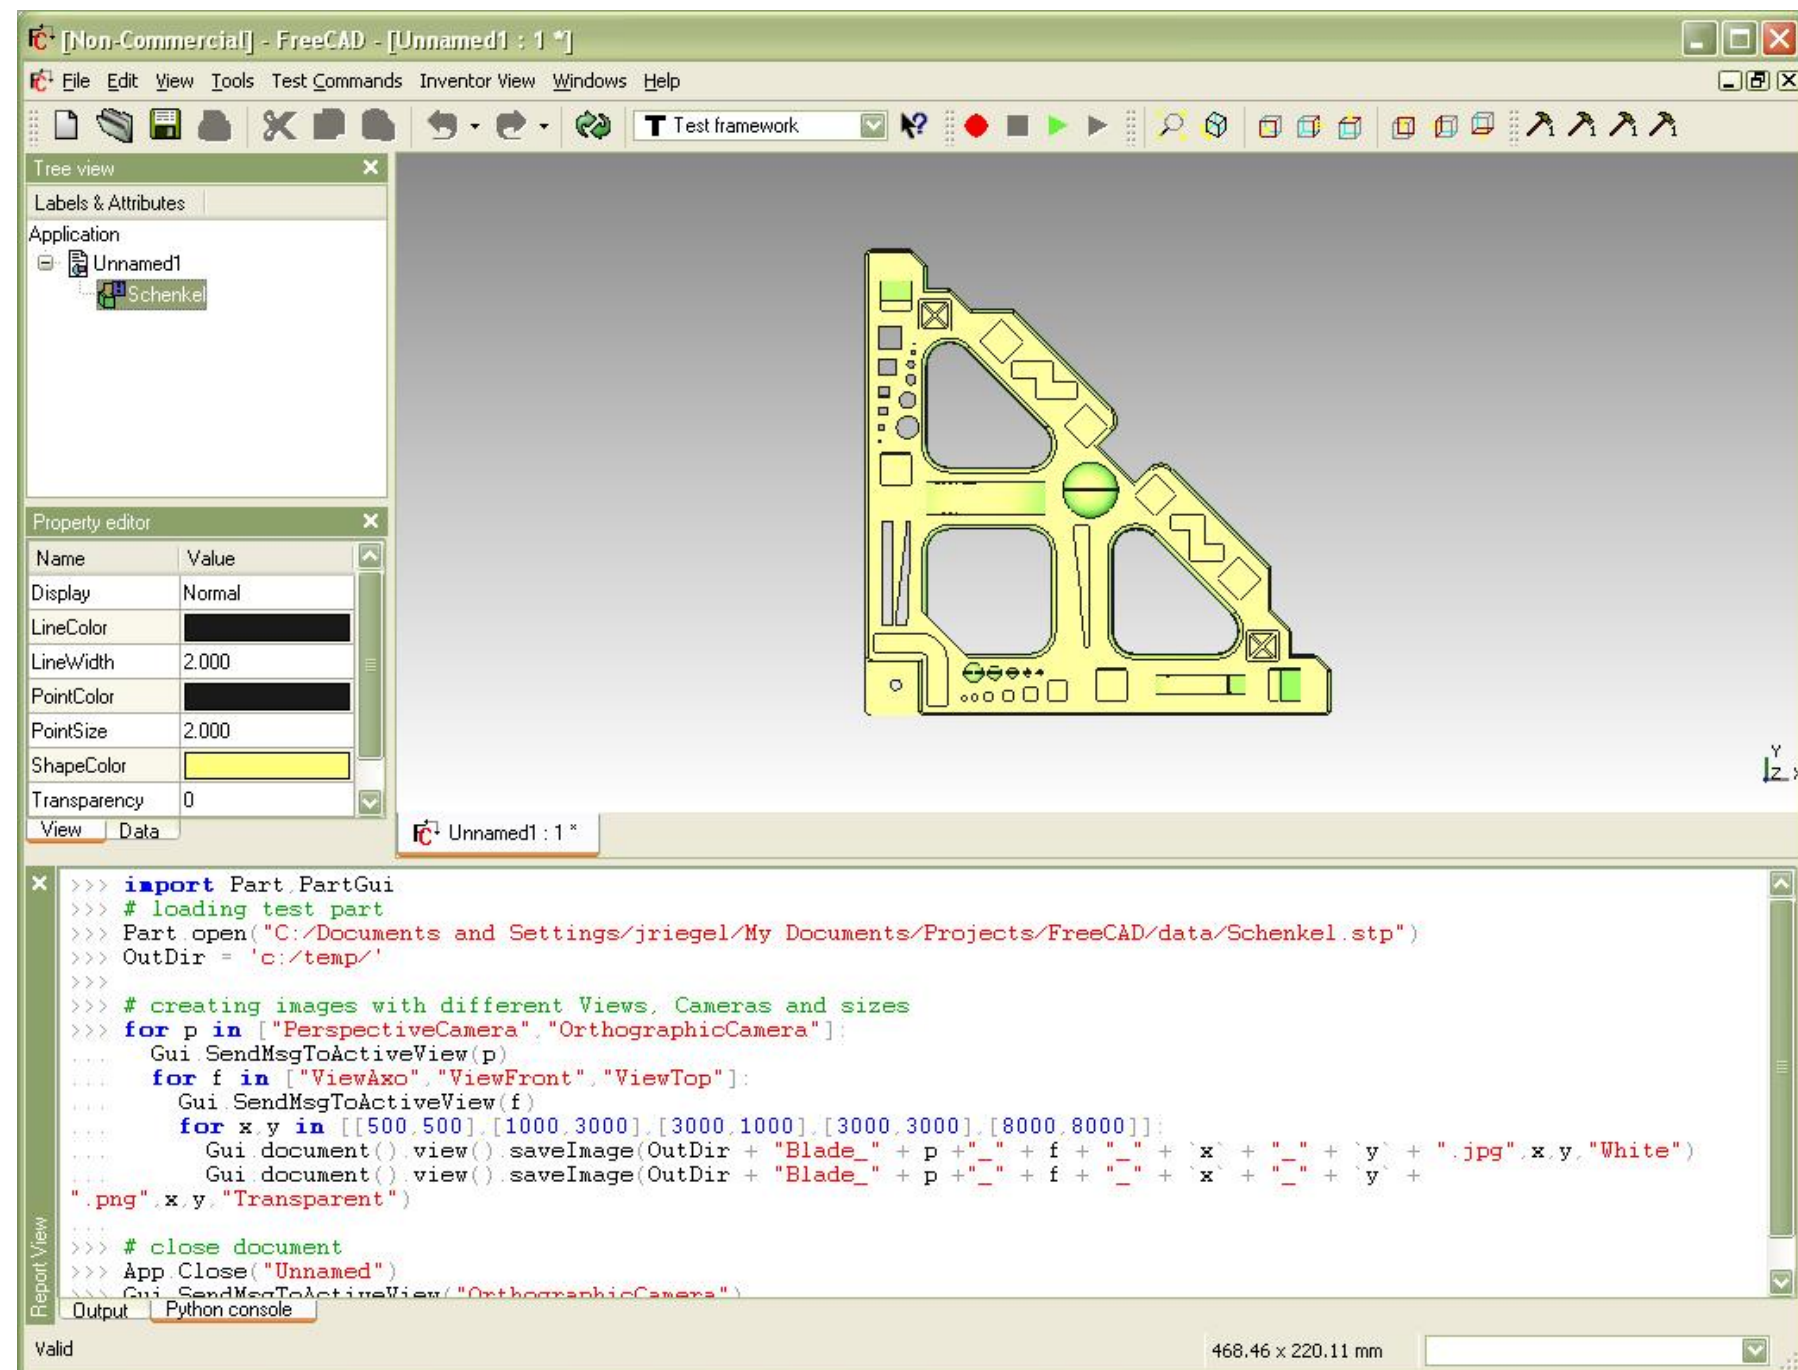 [Non-Commercial] - FreeCAD - [Unnamed1 : 1 *]
File Edit View Tools Test Commands Inventor View Windows Help
Test framework
Tree view
Labels & Attributes
Application
Unnamed1
Schenkel
Property editor
Name Value
Display Normal
LineColor
LineWidth 2.000
PointColor
PointSize 2.000
ShapeColor
Transparency 0
View Data
Y
Z X
Unnamed1 : 1 *
>>> import Part,PartGui
>>> # loading test part
>>> Part.open("C:/Documents and Settings/jriegel/My Documents/Projects/FreeCAD/data/Schenkel.stp")
>>> OutDir = 'c:/temp/'
>>>
>>> # creating images with different Views, Cameras and sizes
>>> for p in ["PerspectiveCamera","OrthographicCamera"]:
... Gui.SendMsgToActiveView(p)
... for f in ["ViewAxo","ViewFront","ViewTop"]:
... Gui.SendMsgToActiveView(f)
... for x,y in [[500,500],[1000,3000],[3000,1000],[3000,3000],[8000,8000]]:
... Gui.document().view().saveImage(OutDir + "Blade_" + p +"_" + f + "_" + `x` + "_" + `y` + ".jpg",x,y,"White")
... Gui.document().view().saveImage(OutDir + "Blade_" + p +"_" + f + "_" + `x` + "_" + `y` +
".png",x,y,"Transparent")
...
>>> # close document
>>> App.Close("Unnamed")
>>> Gui.SendMsgToActiveView("OrthographicCamera")
Report View
Output Python console
Valid
468.46 x 220.11 mm